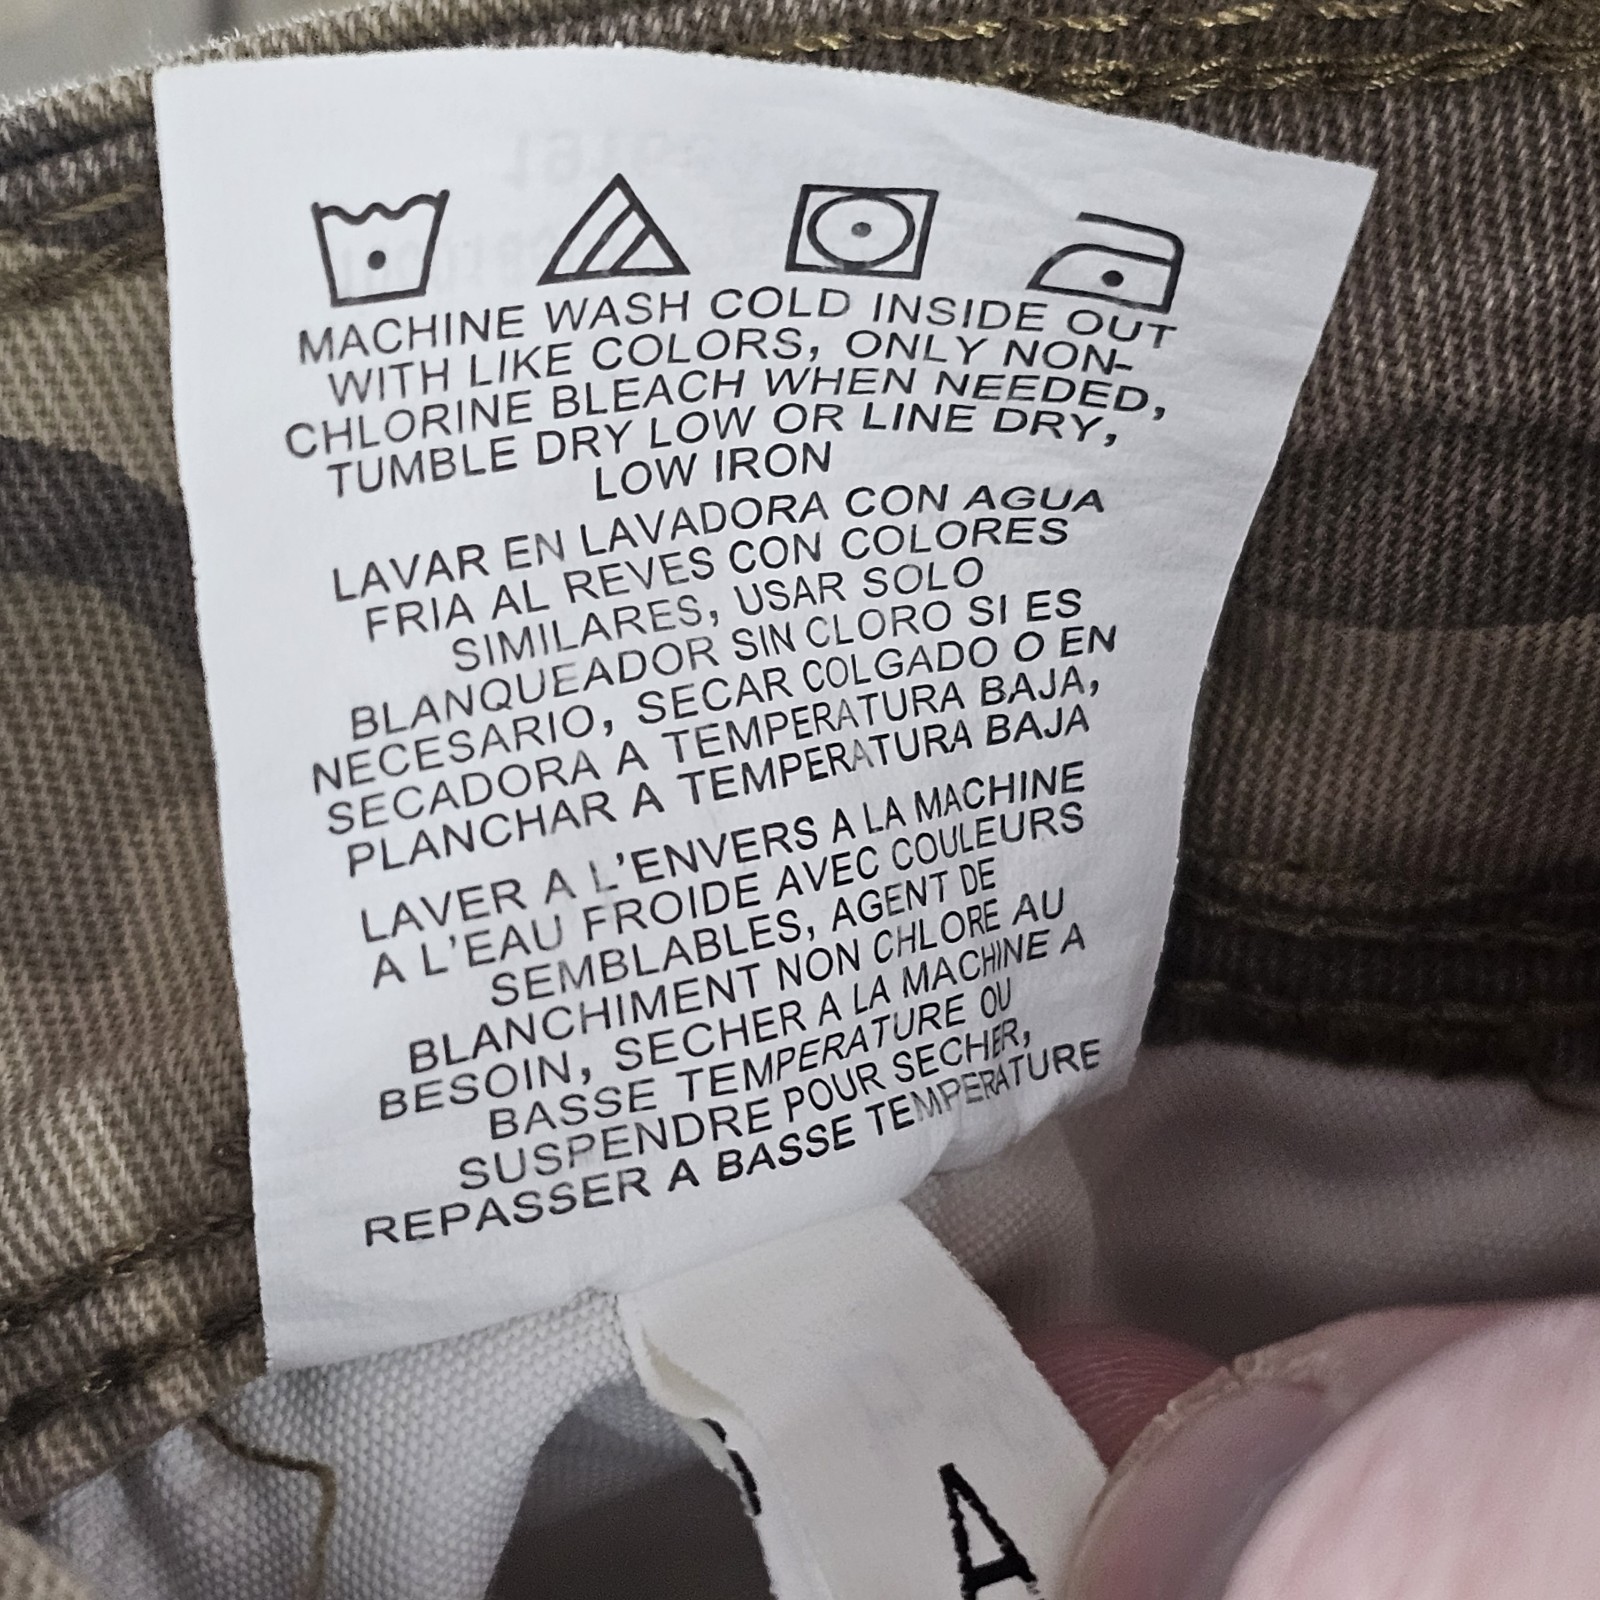 MACHINE WASH COLD INSIDE OUT
WITH LIKE COLORS, ONLY NON-
CHLORINE BLEACH WHEN NEEDED,
TUMBLE DRY LOW OR LINE DRY,
LOW IRON
LAVAR EN LAVADORA CON AGUA
FRIA AL REVES CON COLORES
SIMILARES, USAR SOLO
BLANQUEADOR SIN CLORO SI ES
NECESARIO, SECAR COLGADO O EN
SECADORA A TEMPERATURA BAJA,
PLANCHAR A TEMPERATURA BAJA
LAVER A L'ENVERS A LA MACHINE
A L'EAU FROIDE AVEC COULEURS
SEMBLABLES, AGENT DE
BLANCHIMENT NON CHLORE AU
BESOIN, SECHER A LA MACHINE A
BASSE TEMPERATURE OU
SUSPENDRE POUR SECHER,
REPASSER A BASSE TEMPERATURE
A